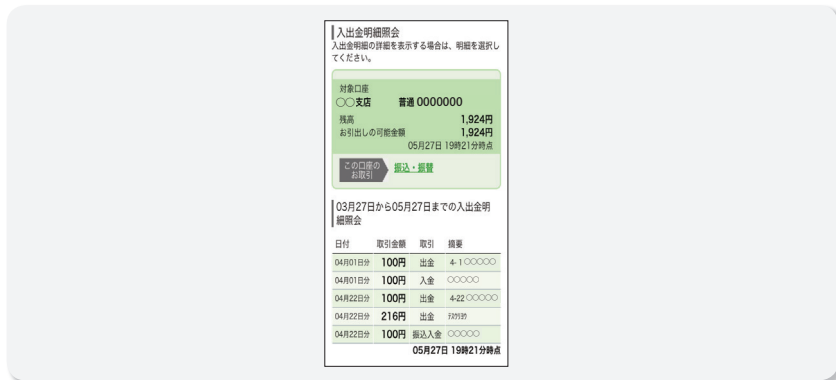 入出金明細照会
入出金明細の詳細を表示する場合は、明細を選択し
てください。
対象口座
○○支店 普通 0000000
残高 1,924円
お引出しの可能金額 1,924円
05月27日 19時21分時点
この口座の
お取引
振込・振替
03月27日から05月27日までの入出金明
細照会
日付 取引金額 取引 摘要
04月01日分 100円 出金 4- 1○○○○○
04月01日分 100円 入金 ○○○○○
04月22日分 100円 出金 4-22○○○○○
04月22日分 216円 出金 テスウリヨウ
04月22日分 100円 振込入金 ○○○○○
05月27日 19時21分時点